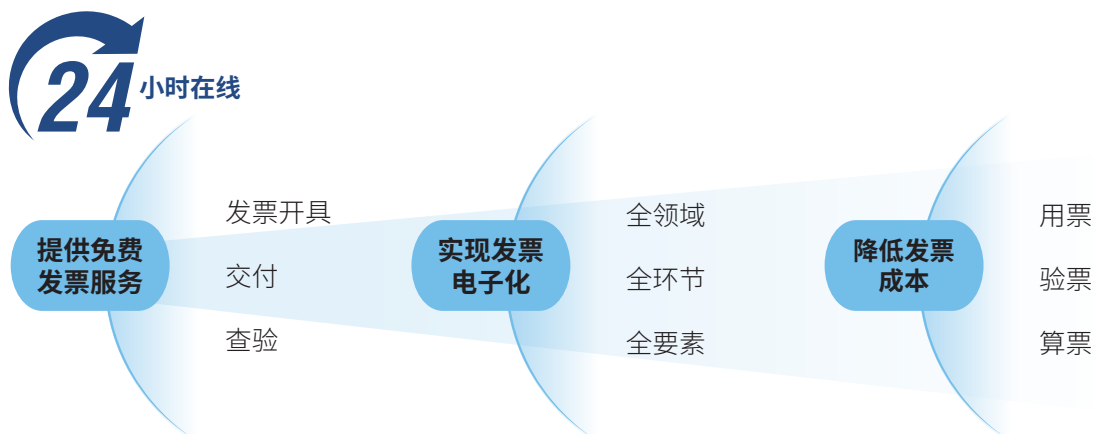 24小时在线
提供免费
发票服务
发票开具
交付
查验
实现发票
电子化
全领域
全环节
全要素
降低发票
成本
用票
验票
算票